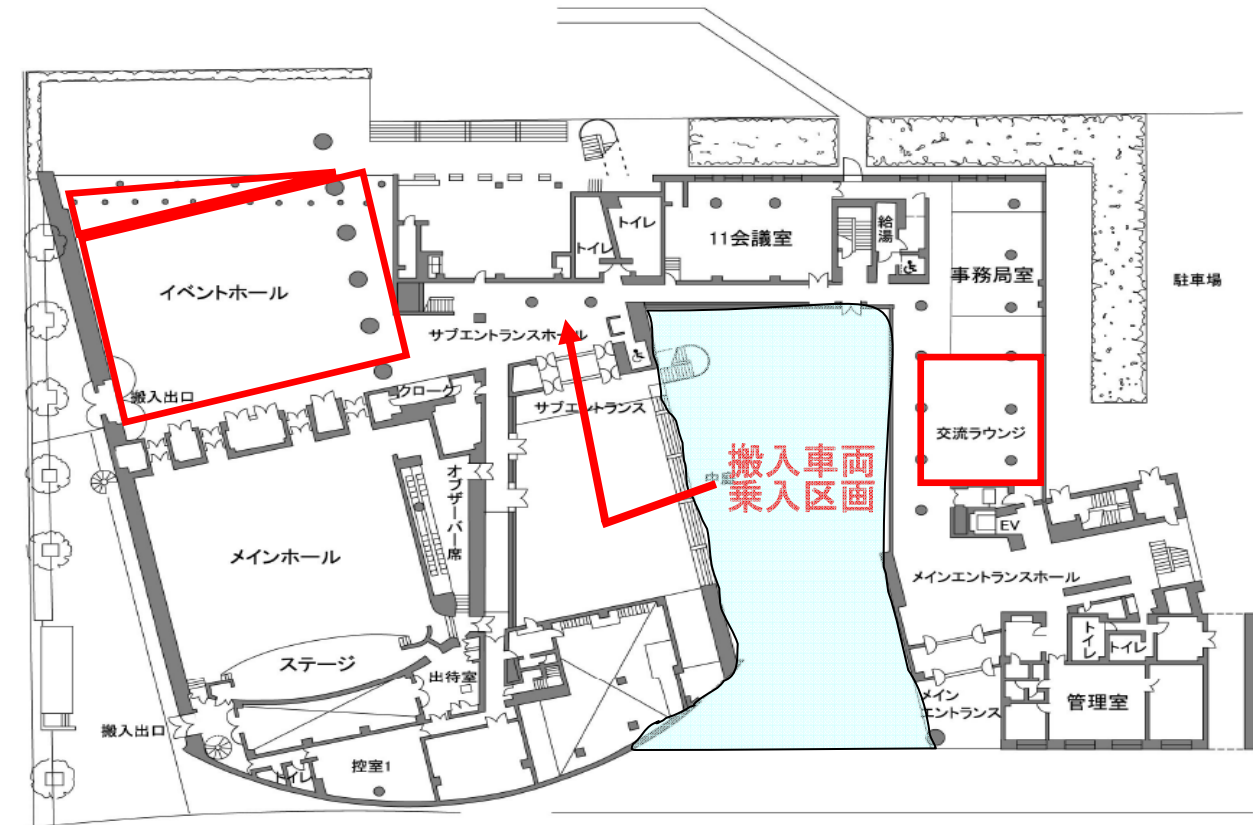 トイレ
トイレ
11会議室
給湯
事務局室
駐車場
イベントホール
サブエントランスホール
搬入出口
クローク
サブエントランス
交流ラウンジ
搬入車両
乗入区画
オブザーバー席
EV
メインホール
メインエントランスホール
ステージ
出待室
トイレ
トイレ
メイン
エントランス
管理室
搬入出口
控室1
トイレ